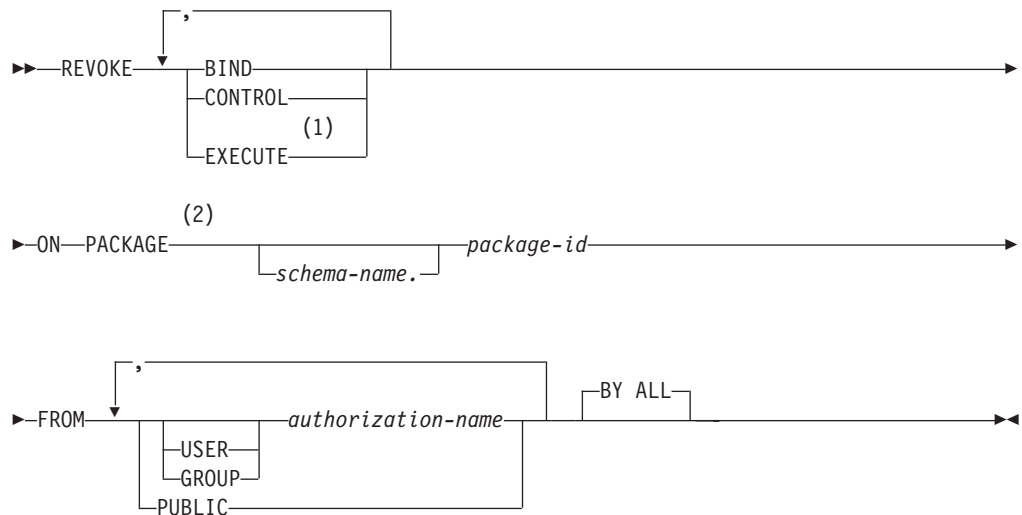 ,
REVOKE BIND
CONTROL
(1)
EXECUTE
(2)
ON PACKAGE package-id
schema-name.
,
BY ALL
FROM authorization-name
USER
GROUP
PUBLIC